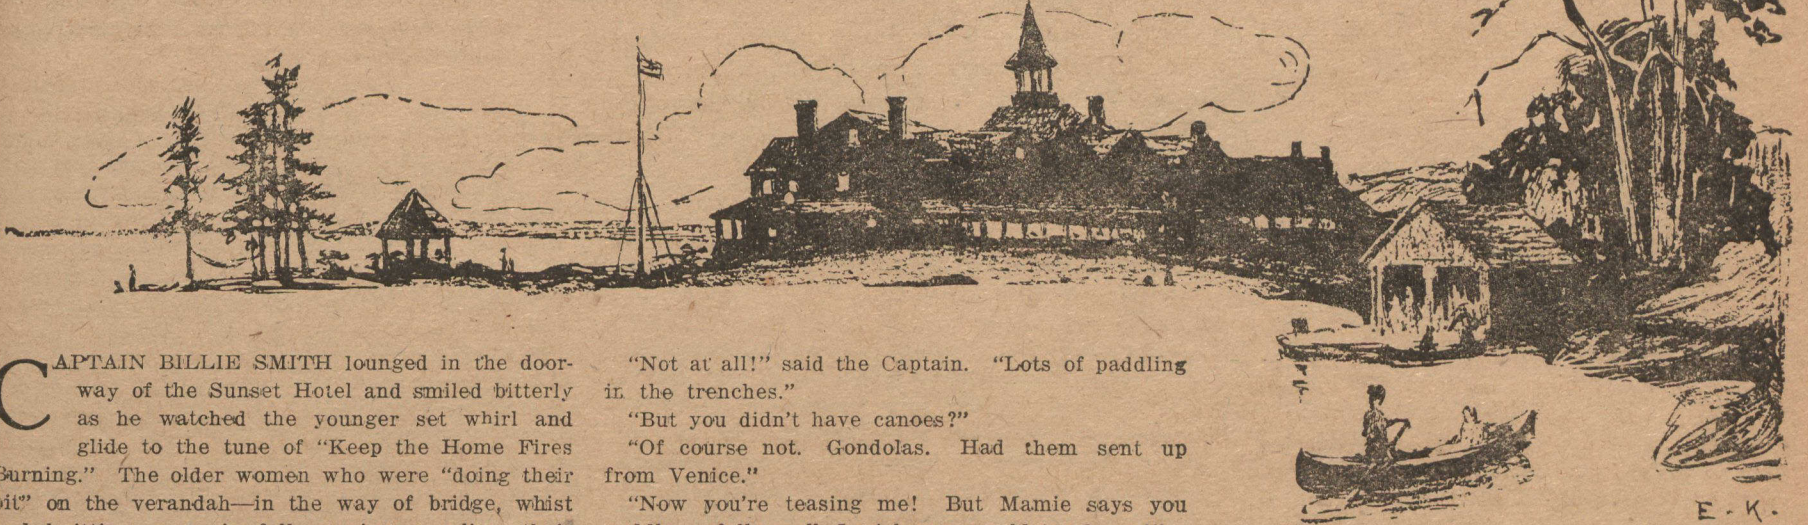 CAPTAIN BILLIE SMITH lounged in the door-
way of the Sunset Hotel and smiled bitterly
as he watched the younger set whirl and
glide to the tune of “Keep the Home Fires
Burning.” The older women who were “doing their
bit” on the verandah—in the way of bridge, whist
“Not at all!” said the Captain. “Lots of paddling
in the trenches.”
“But you didn't have canoes?”
“Of course not. Gondolas. Had them sent up
from Venice.”
“Now you're teasing me! But Mamie says you
E. K.